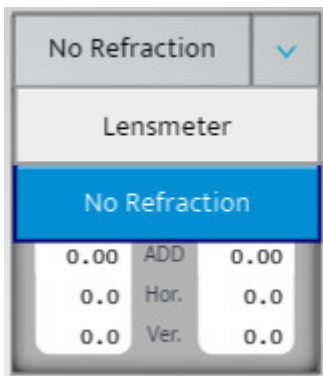 No Refraction
Lensmeter
No Refraction
0.00 ADD 0.00
0.0 Hor. 0.0
0.0 Ver. 0.0